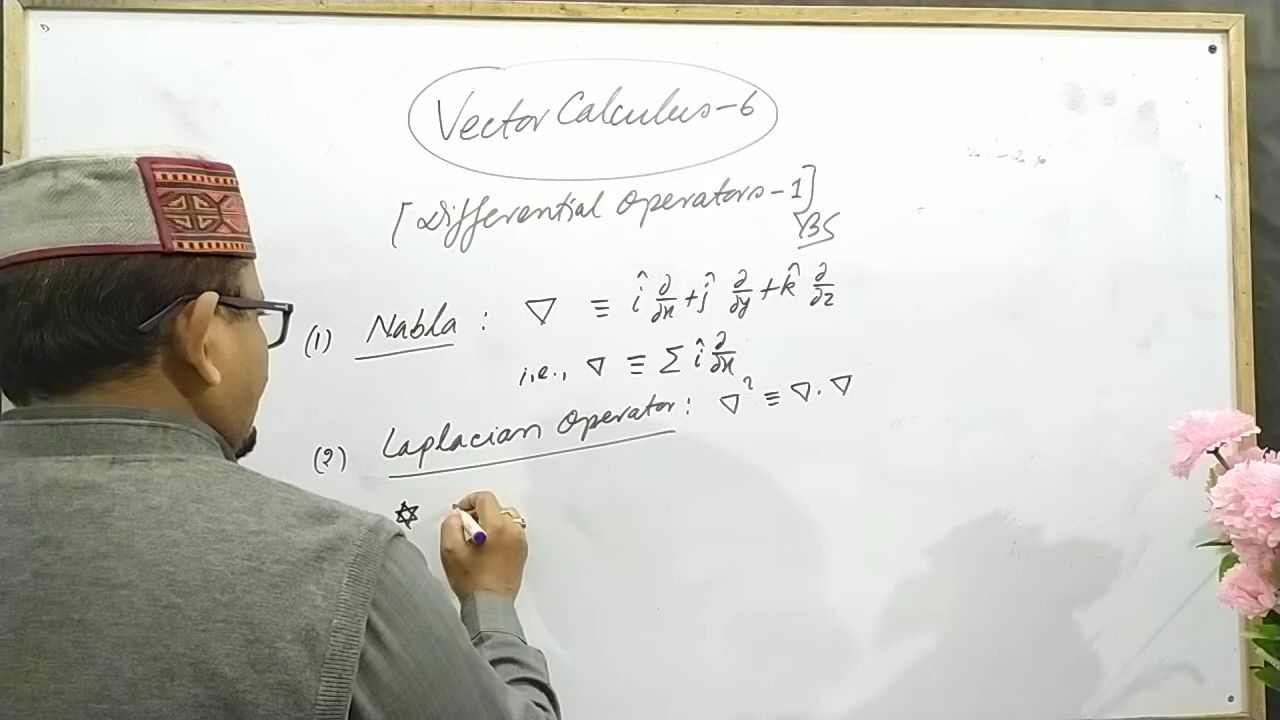 Vector Calculus-6
[Differential Operators-1]
YBS
(1) Nabla : ∇ ≡ î ∂/∂x + ĵ ∂/∂y + k̂ ∂/∂z
i.e., ∇ ≡ Σ î ∂/∂x
(2) Laplacian Operator : ∇² ≡ ∇.∇